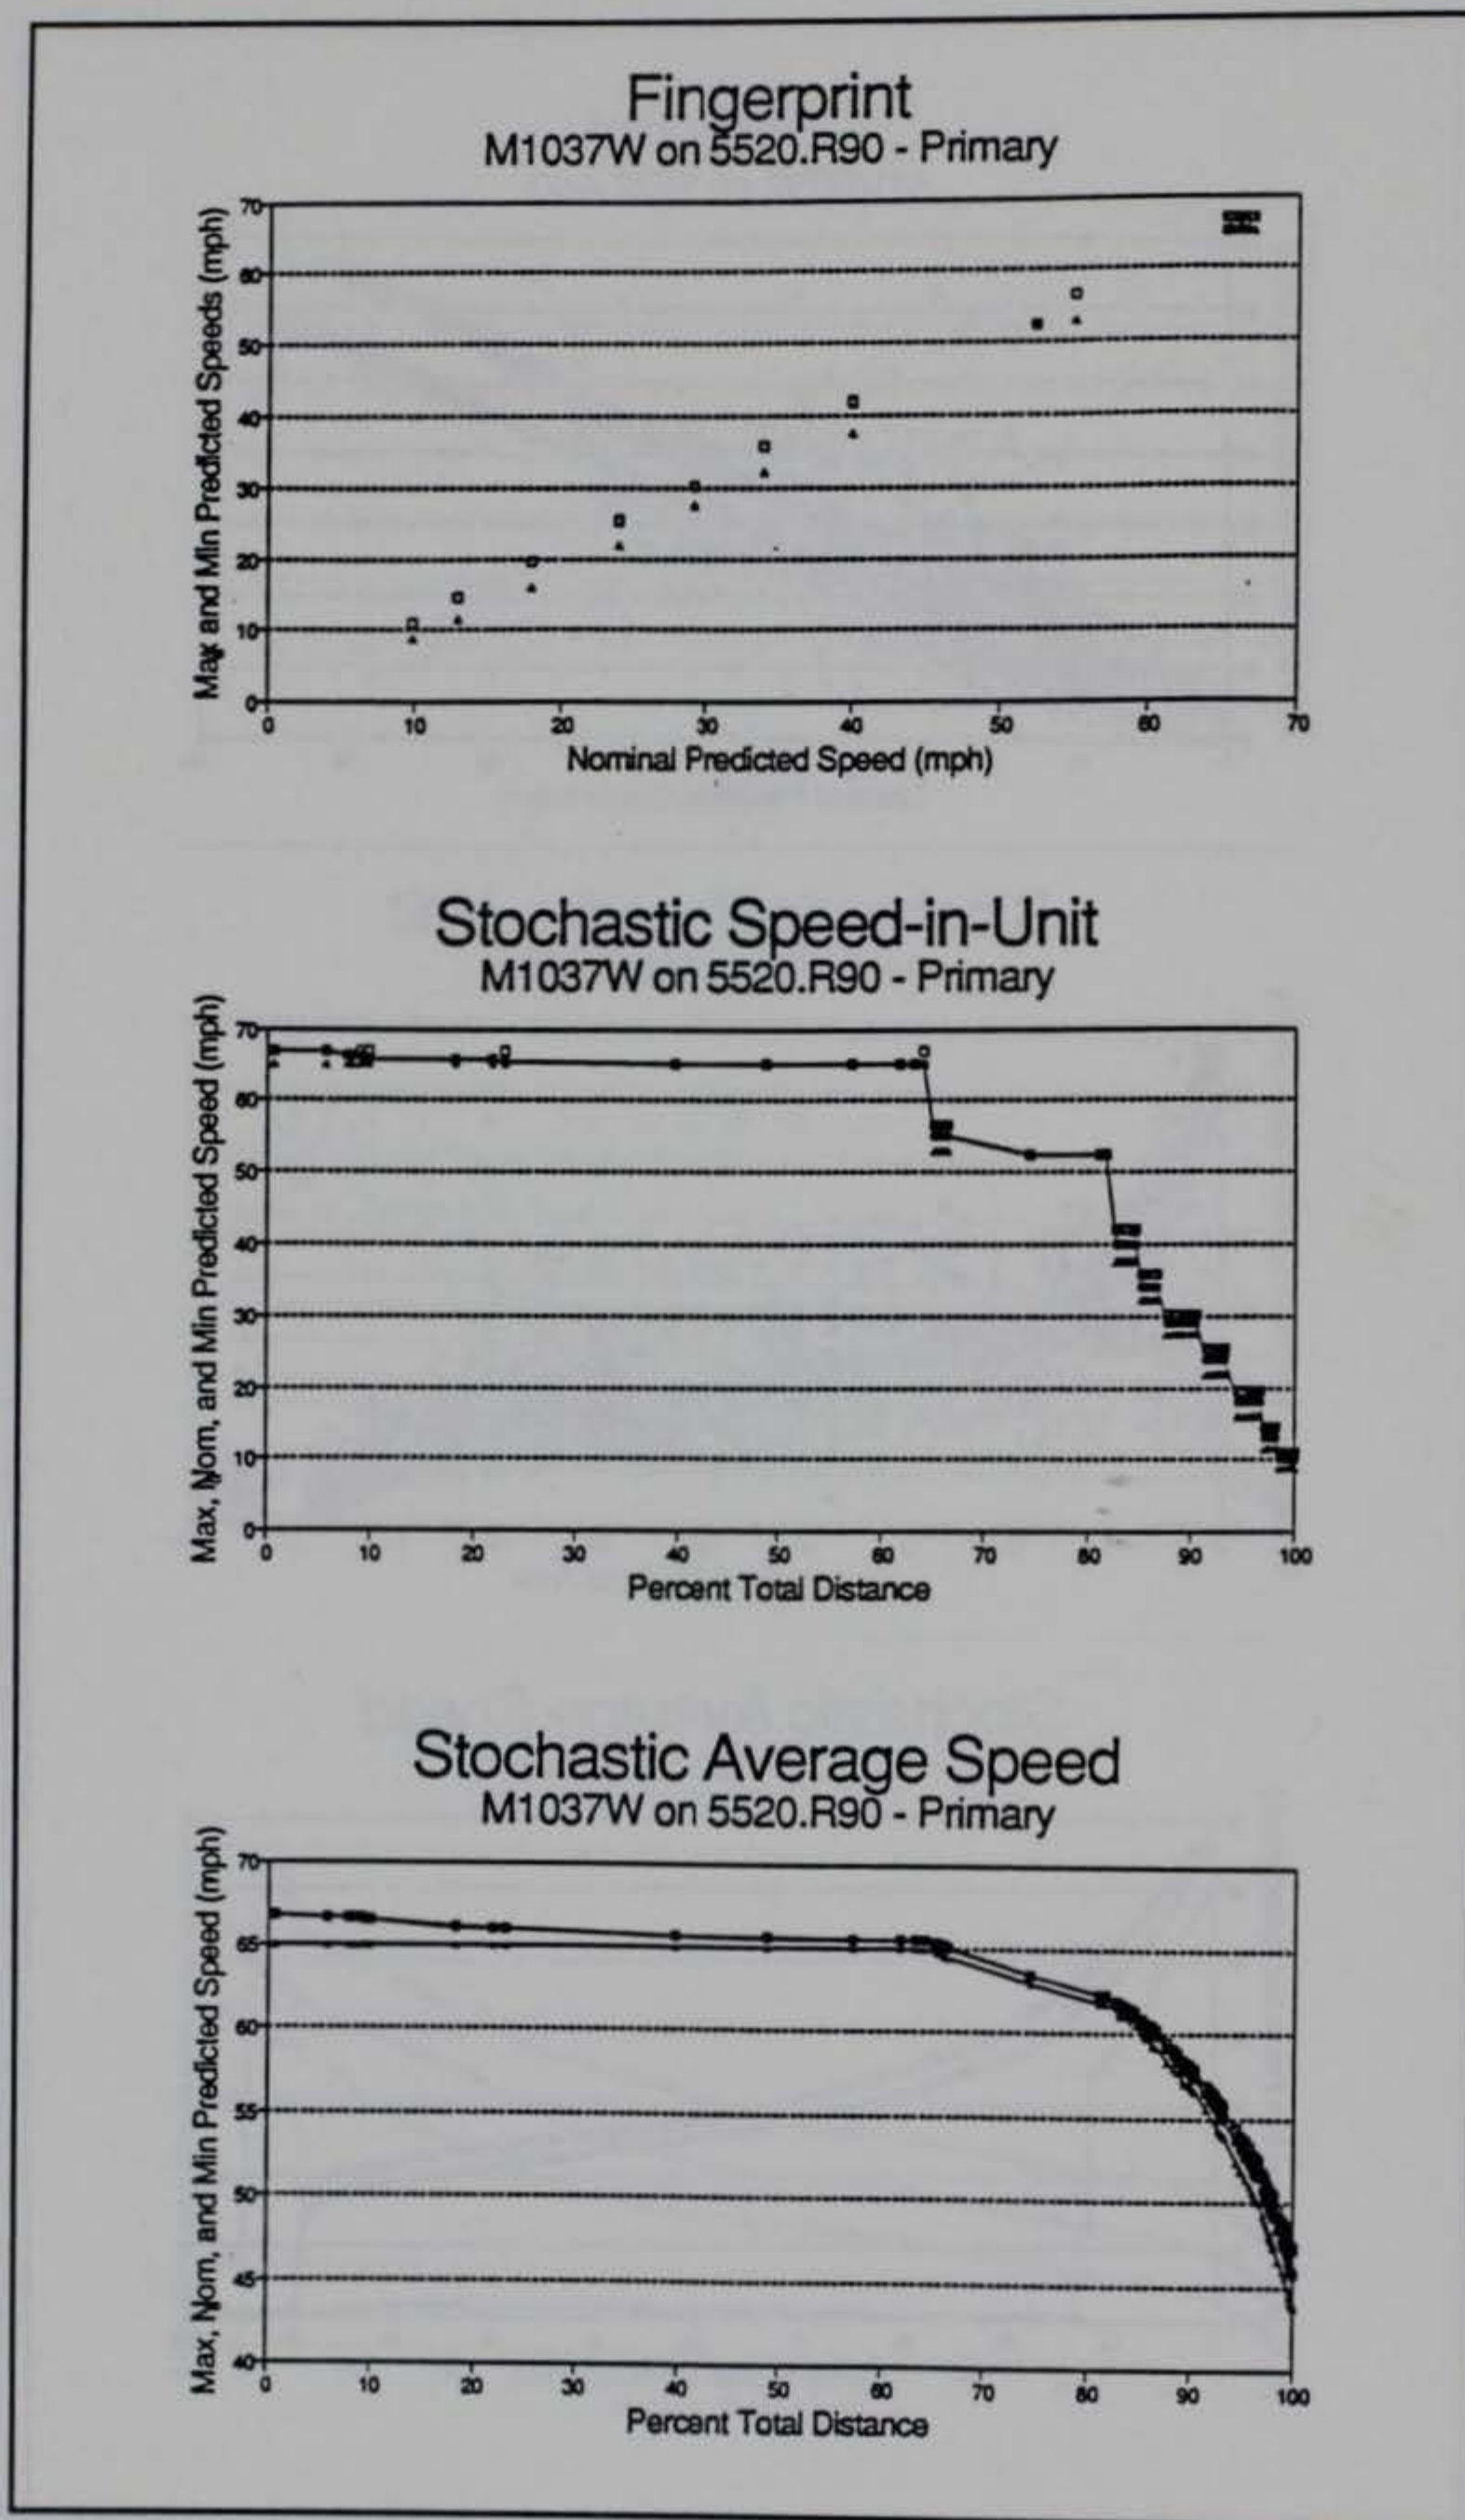 Fingerprint
M1037W on 5520.R90 - Primary
Max and Min Predicted Speeds (mph)
70
60
50
40
30
20
10
0
0 10 20 30 40 50 60 70
Nominal Predicted Speed (mph)
Stochastic Speed-in-Unit
M1037W on 5520.R90 - Primary
Max, Nom, and Min Predicted Speed (mph)
70
60
50
40
30
20
10
0
0 10 20 30 40 50 60 70 80 90 100
Percent Total Distance
Stochastic Average Speed
M1037W on 5520.R90 - Primary
Max, Nom, and Min Predicted Speed (mph)
70
65
60
55
50
45
40
0 10 20 30 40 50 60 70 80 90 100
Percent Total Distance